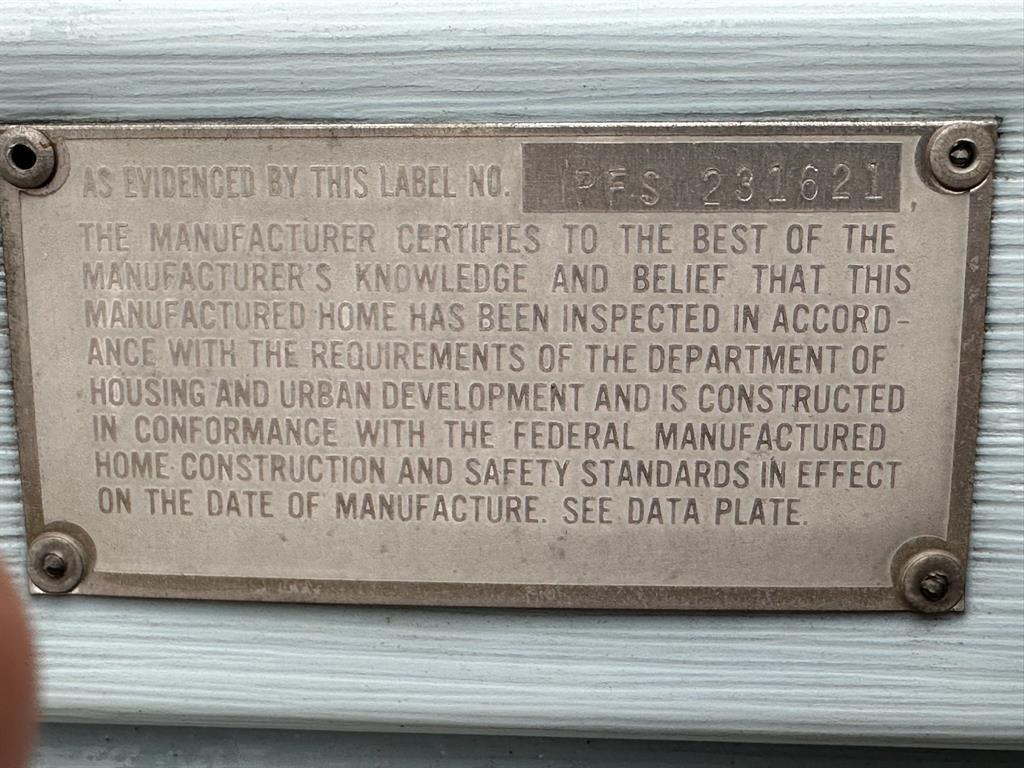 AS EVIDENCED BY THIS LABEL NO. PFS 231621
THE MANUFACTURER CERTIFIES TO THE BEST OF THE
MANUFACTURER'S KNOWLEDGE AND BELIEF THAT THIS
MANUFACTURED HOME HAS BEEN INSPECTED IN ACCORD-
ANCE WITH THE REQUIREMENTS OF THE DEPARTMENT OF
HOUSING AND URBAN DEVELOPMENT AND IS CONSTRUCTED
IN CONFORMANCE WITH THE FEDERAL MANUFACTURED
HOME CONSTRUCTION AND SAFETY STANDARDS IN EFFECT
ON THE DATE OF MANUFACTURE. SEE DATA PLATE.